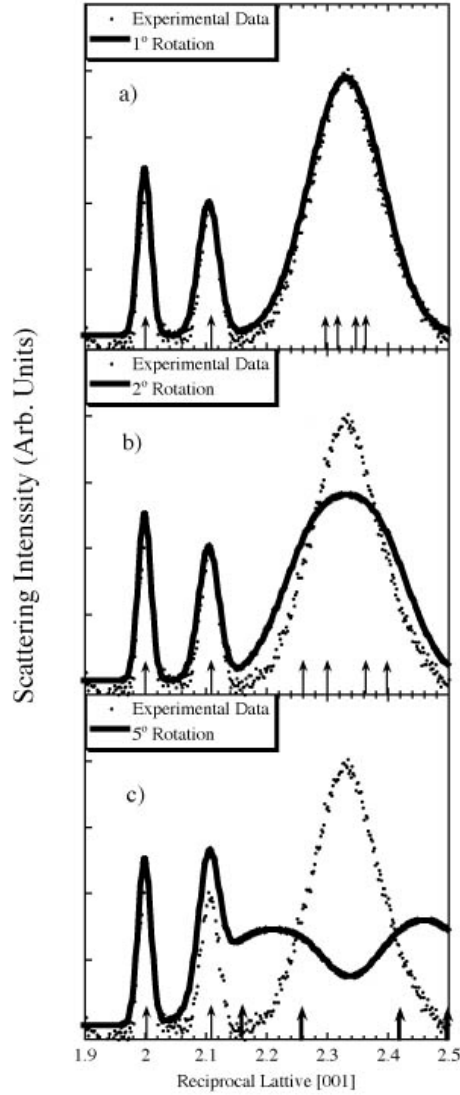 Experimental Data
1° Rotation
a)
Experimental Data
2° Rotation
b)
Scattering Intenssity (Arb. Units)
Experimental Data
5° Rotation
c)
1.9 2 2.1 2.2 2.3 2.4 2.5
Reciprocal Lattive [001]